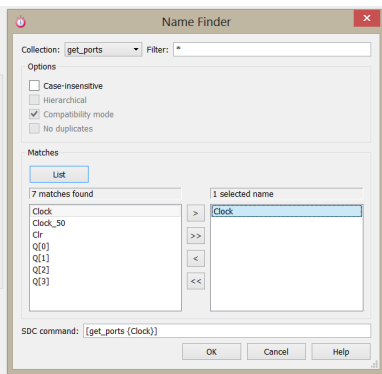 Name Finder
Collection: get_ports Filter: *
Options
Case-insensitive
Hierarchical
Compatibility mode
No duplicates
Matches
List
7 matches found
1 selected name
Clock
Clock_50
Clr
Q[0]
Q[1]
Q[2]
Q[3]
>
>>
<
<<
Clock
SDC command: [get_ports {Clock}]
OK Cancel Help